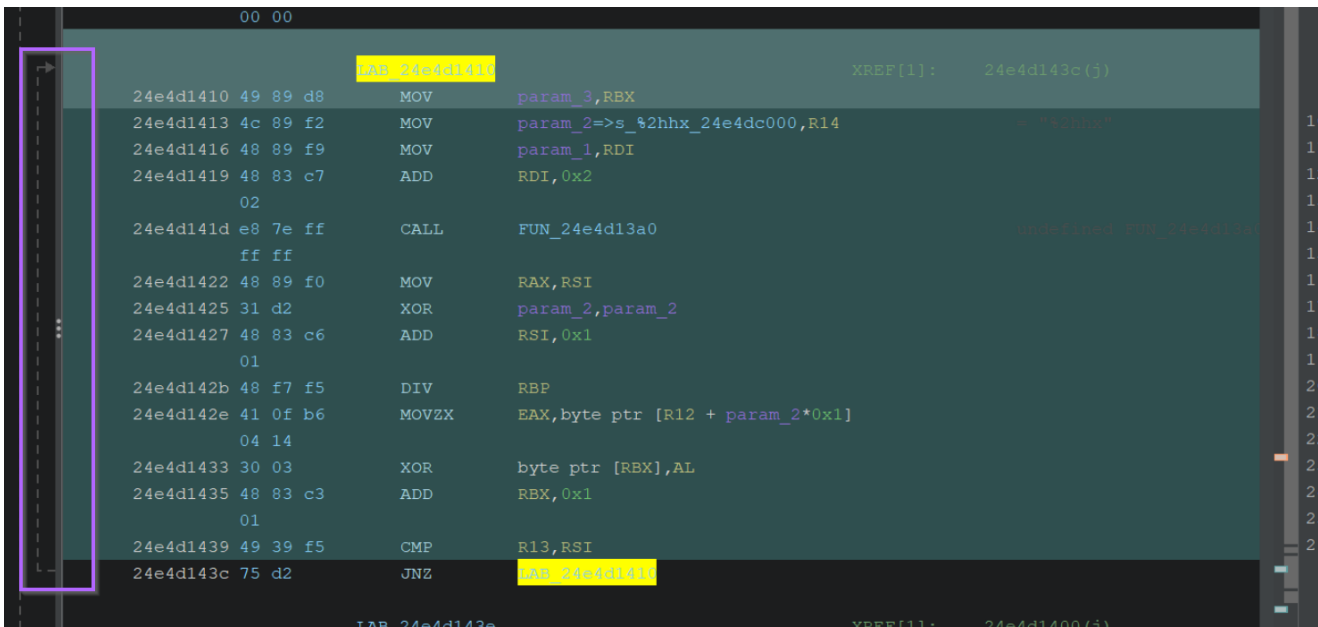 00 00
LAB_24e4d1410 XREF[1]: 24e4d143c(j)
24e4d1410 49 89 d8 MOV param_3,RBX
24e4d1413 4c 89 f2 MOV param_2=>s_%2hhx_24e4dc000,R14 = "%2hhx"
24e4d1416 48 89 f9 MOV param_1,RDI
24e4d1419 48 83 c7 ADD RDI,0x2
02
24e4d141d e8 7e ff CALL FUN_24e4d13a0 undefined FUN_24e4d13a0
ff ff
24e4d1422 48 89 f0 MOV RAX,RSI
24e4d1425 31 d2 XOR param_2,param_2
24e4d1427 48 83 c6 ADD RSI,0x1
01
24e4d142b 48 f7 f5 DIV RBP
24e4d142e 41 0f b6 MOVZX EAX,byte ptr [R12 + param_2*0x1]
04 14
24e4d1433 30 03 XOR byte ptr [RBX],AL
24e4d1435 48 83 c3 ADD RBX,0x1
01
24e4d1439 49 39 f5 CMP R13,RSI
24e4d143c 75 d2 JNZ LAB_24e4d1410
LAB_24e4d143e XREF[1]: 24e4d1400(j)